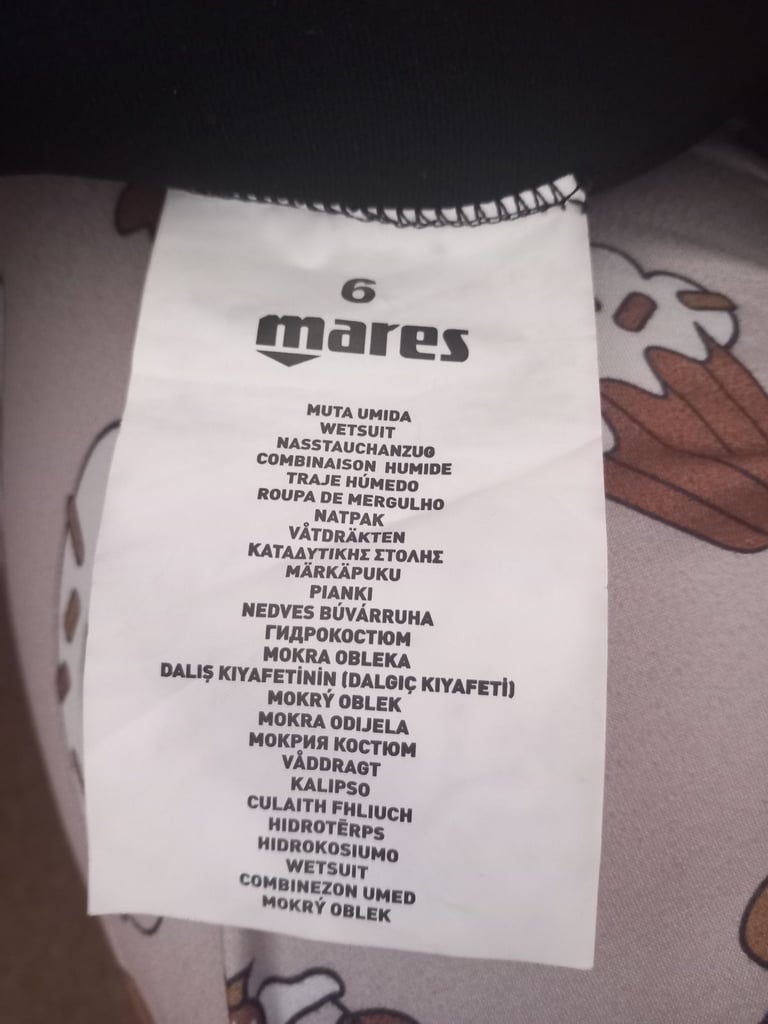 6
mares
MUTA UMIDA
WETSUIT
NASSTAUCHANZUG
COMBINAISON HUMIDE
TRAJE HÚMEDO
ROUPA DE MERGULHO
NATPAK
VÅTDRÄKTEN
ΚΑΤΑΔΥΤΙΚΗΣ ΣΤΟΛΗΣ
MÄRKÄPUKU
PIANKI
NEDVES BÚVÁRRUHA
ГИДРОКОСТЮМ
MOKRA OBLEKA
DALIŞ KIYAFETİNİN (DALGIÇ KIYAFETİ)
MOKRÝ OBLEK
MOKRA ODIJELA
МОКРИЯ КОСТЮМ
VÅDDRAGT
KALIPSO
CULAITH FHLIUCH
HIDROTĒRPS
HIDROKOSIUMO
WETSUIT
COMBINEZON UMED
MOKRÝ OBLEK